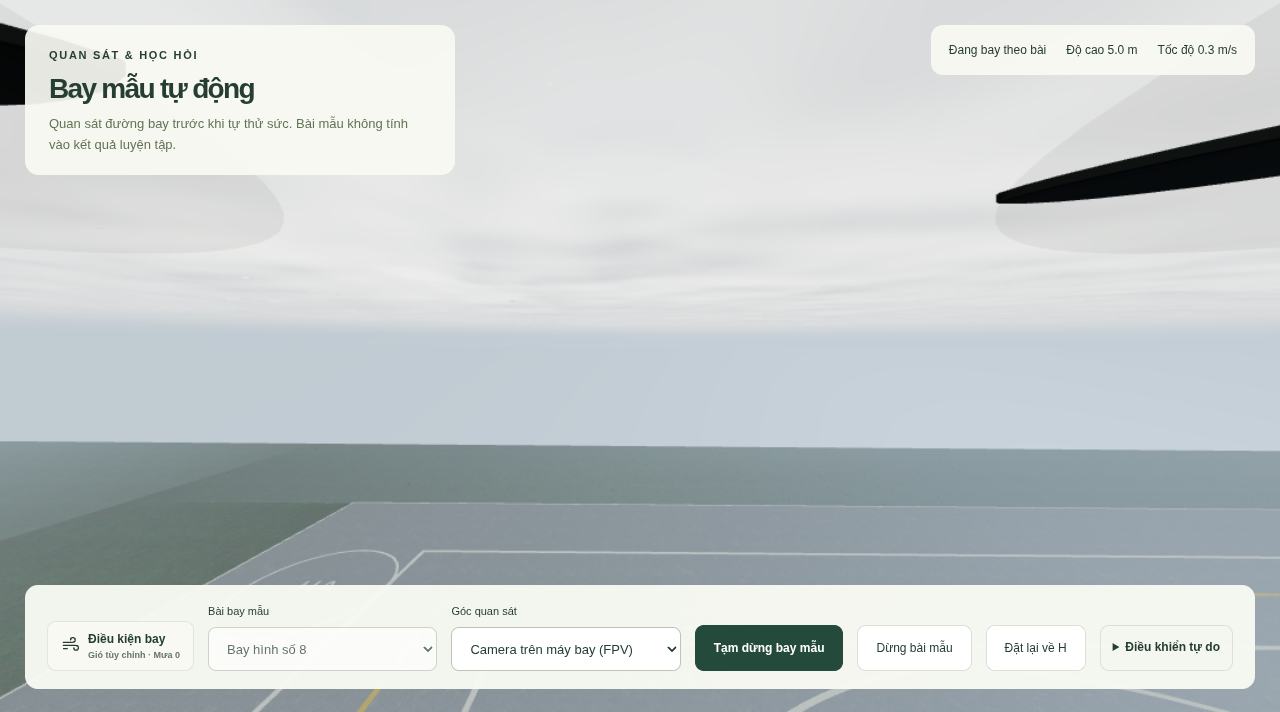 QUAN SÁT & HỌC HỎI
Bay mẫu tự động
Quan sát đường bay trước khi tự thử sức. Bài mẫu không tính
vào kết quả luyện tập.
Đang bay theo bài
Độ cao 5.0 m
Tốc độ 0.3 m/s
Điều kiện bay
Gió tùy chỉnh · Mưa 0
Bài bay mẫu
Bay hình số 8
Góc quan sát
Camera trên máy bay (FPV)
Tạm dừng bay mẫu
Dừng bài mẫu
Đặt lại về H
Điều khiển tự do